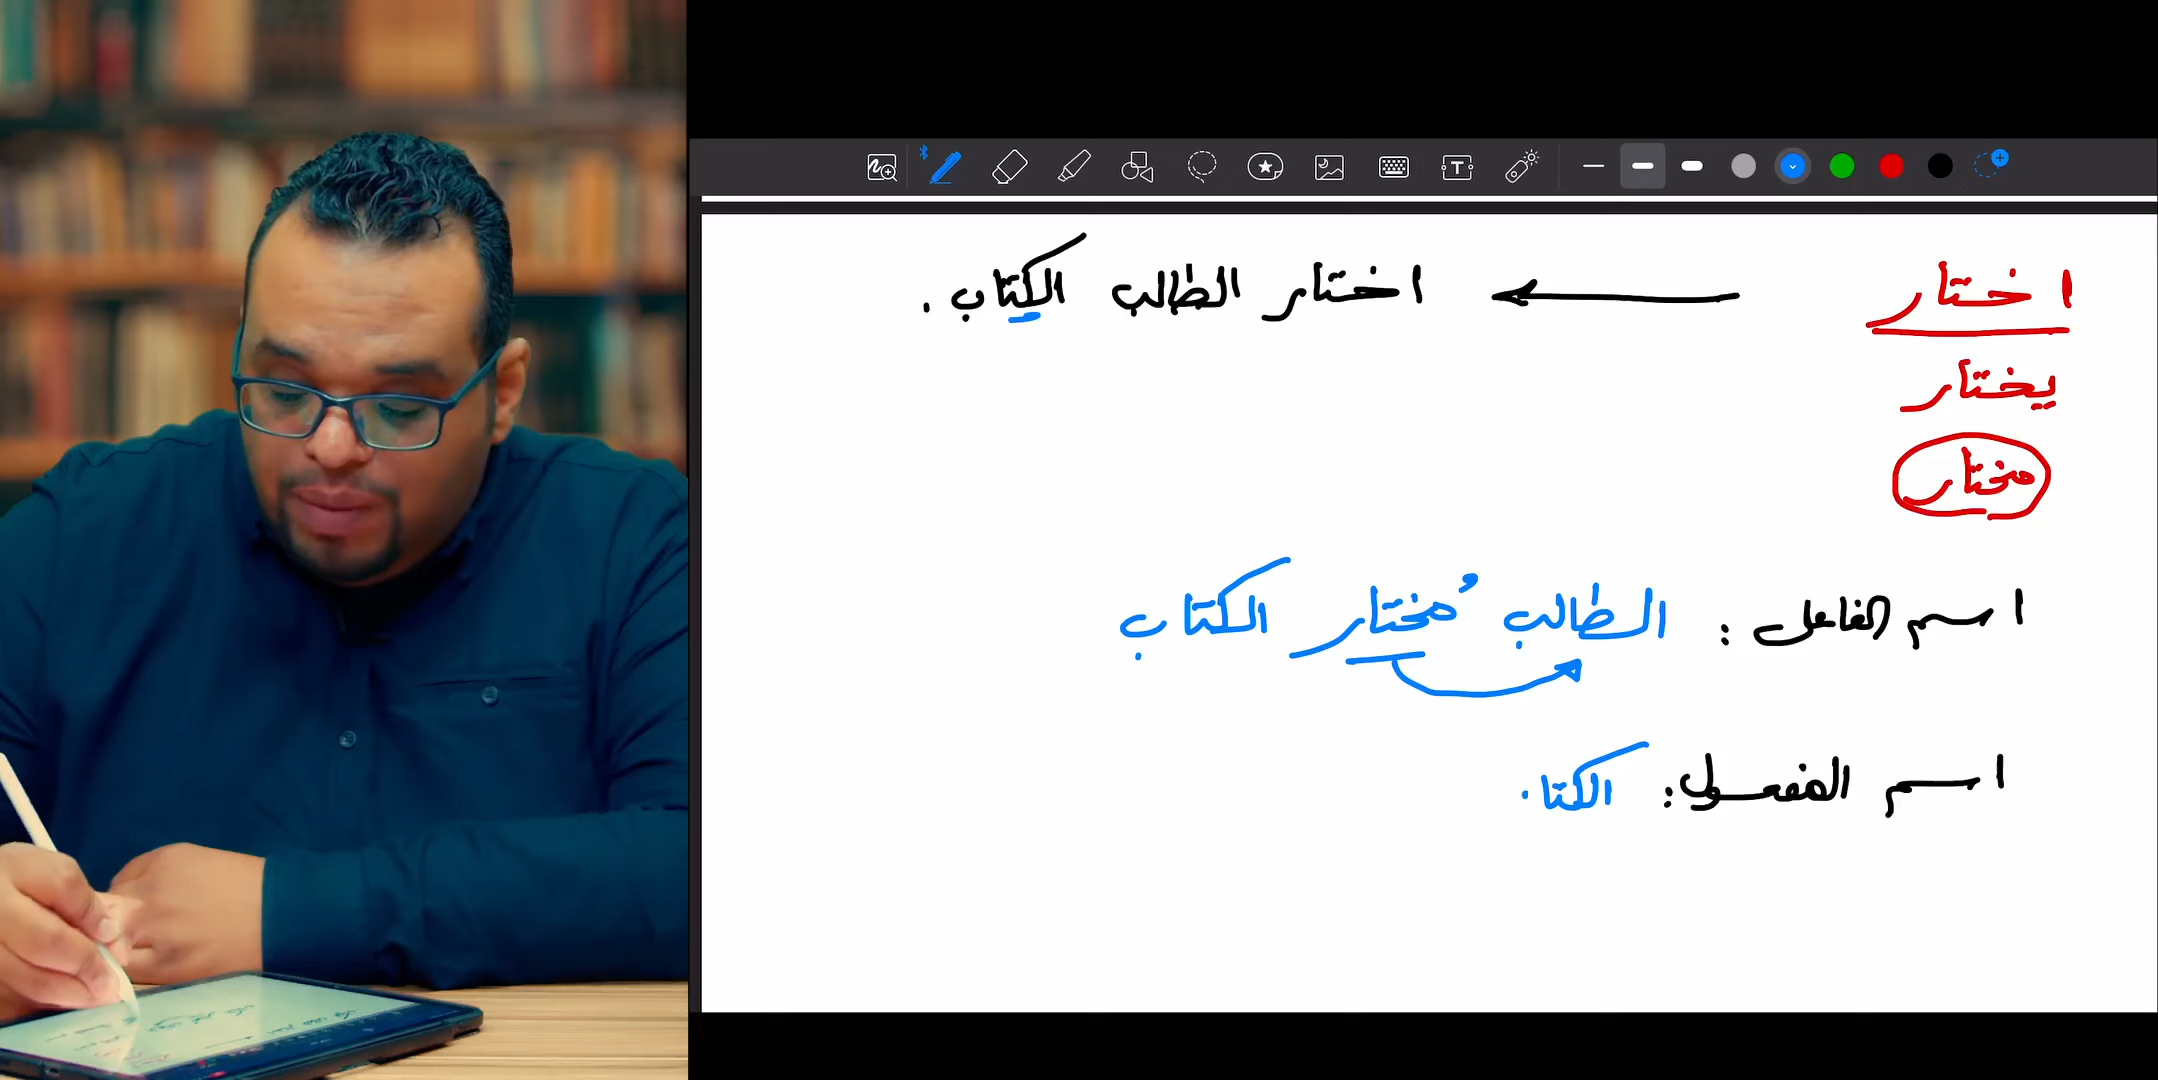 اختار ← اختار الطالب الكتاب .
يختار
مختار
اسم الفاعل : الطالب مُختار الكتاب
اسم المفعول : الكتا